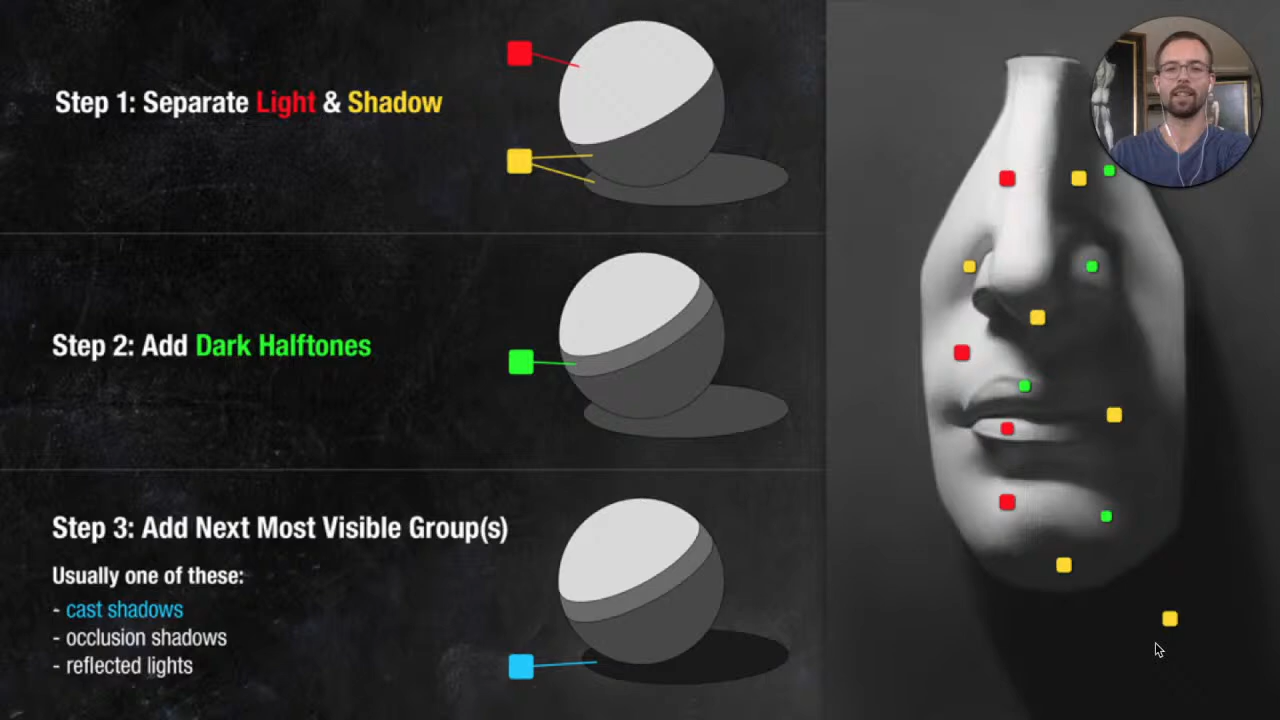 Step 1: Separate Light & Shadow
Step 2: Add Dark Halftones
Step 3: Add Next Most Visible Group(s)
Usually one of these:
- cast shadows
- occlusion shadows
- reflected lights